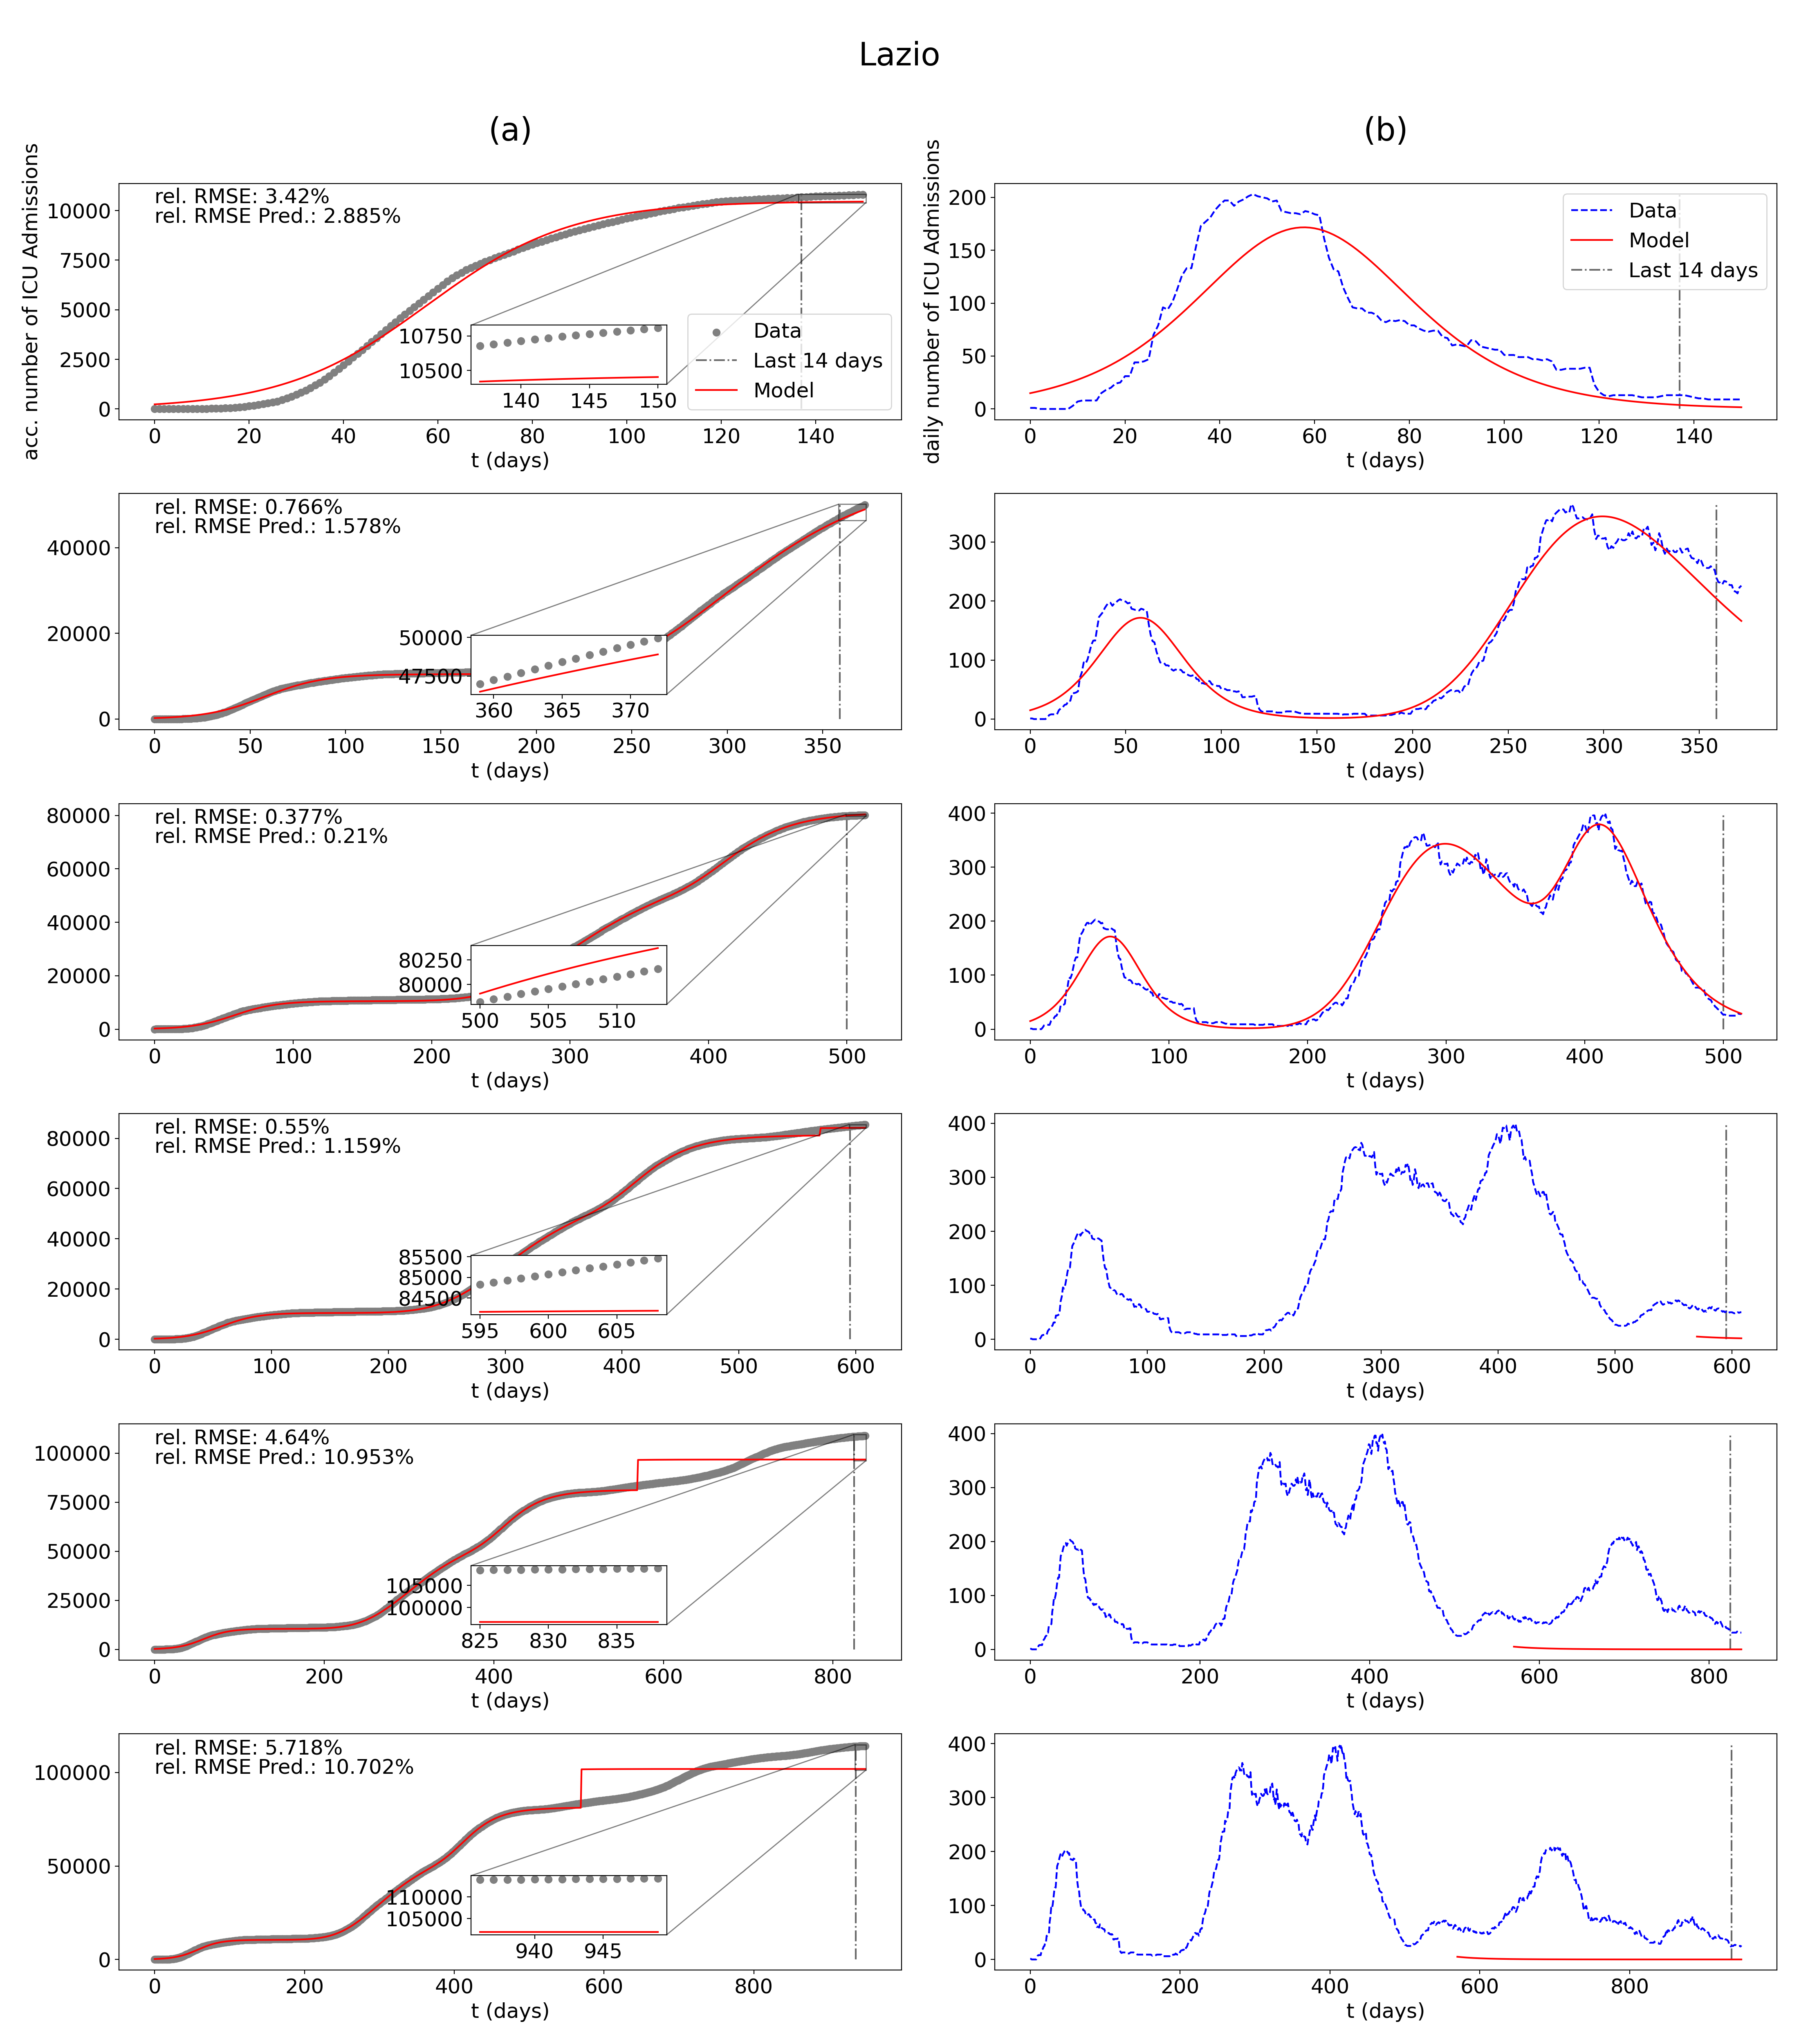 Lazio
(a)
(b)
acc. number of ICU Admissions
rel. RMSE: 3.42%
rel. RMSE Pred.: 2.885%
10000
7500
5000
2500
0
10750
10500
140 145 150
Data
Last 14 days
Model
0 20 40 60 80 100 120 140
t (days)
daily number of ICU Admissions
200
150
100
50
0
Data
Model
Last 14 days
0 20 40 60 80 100 120 140
t (days)
rel. RMSE: 0.766%
rel. RMSE Pred.: 1.578%
40000
20000
0
50000
47500
360 365 370
0 50 100 150 200 250 300 350
t (days)
300
200
100
0
0 50 100 150 200 250 300 350
t (days)
rel. RMSE: 0.377%
rel. RMSE Pred.: 0.21%
80000
60000
40000
20000
0
80250
80000
500 505 510
0 100 200 300 400 500
t (days)
400
300
200
100
0
0 100 200 300 400 500
t (days)
rel. RMSE: 0.55%
rel. RMSE Pred.: 1.159%
80000
60000
40000
20000
0
85500
85000
84500
595 600 605
0 100 200 300 400 500 600
t (days)
400
300
200
100
0
0 100 200 300 400 500 600
t (days)
rel. RMSE: 4.64%
rel. RMSE Pred.: 10.953%
100000
75000
50000
25000
0
105000
100000
825 830 835
0 200 400 600 800
t (days)
400
300
200
100
0
0 200 400 600 800
t (days)
rel. RMSE: 5.718%
rel. RMSE Pred.: 10.702%
100000
50000
0
110000
105000
940 945
0 200 400 600 800
t (days)
400
300
200
100
0
0 200 400 600 800
t (days)